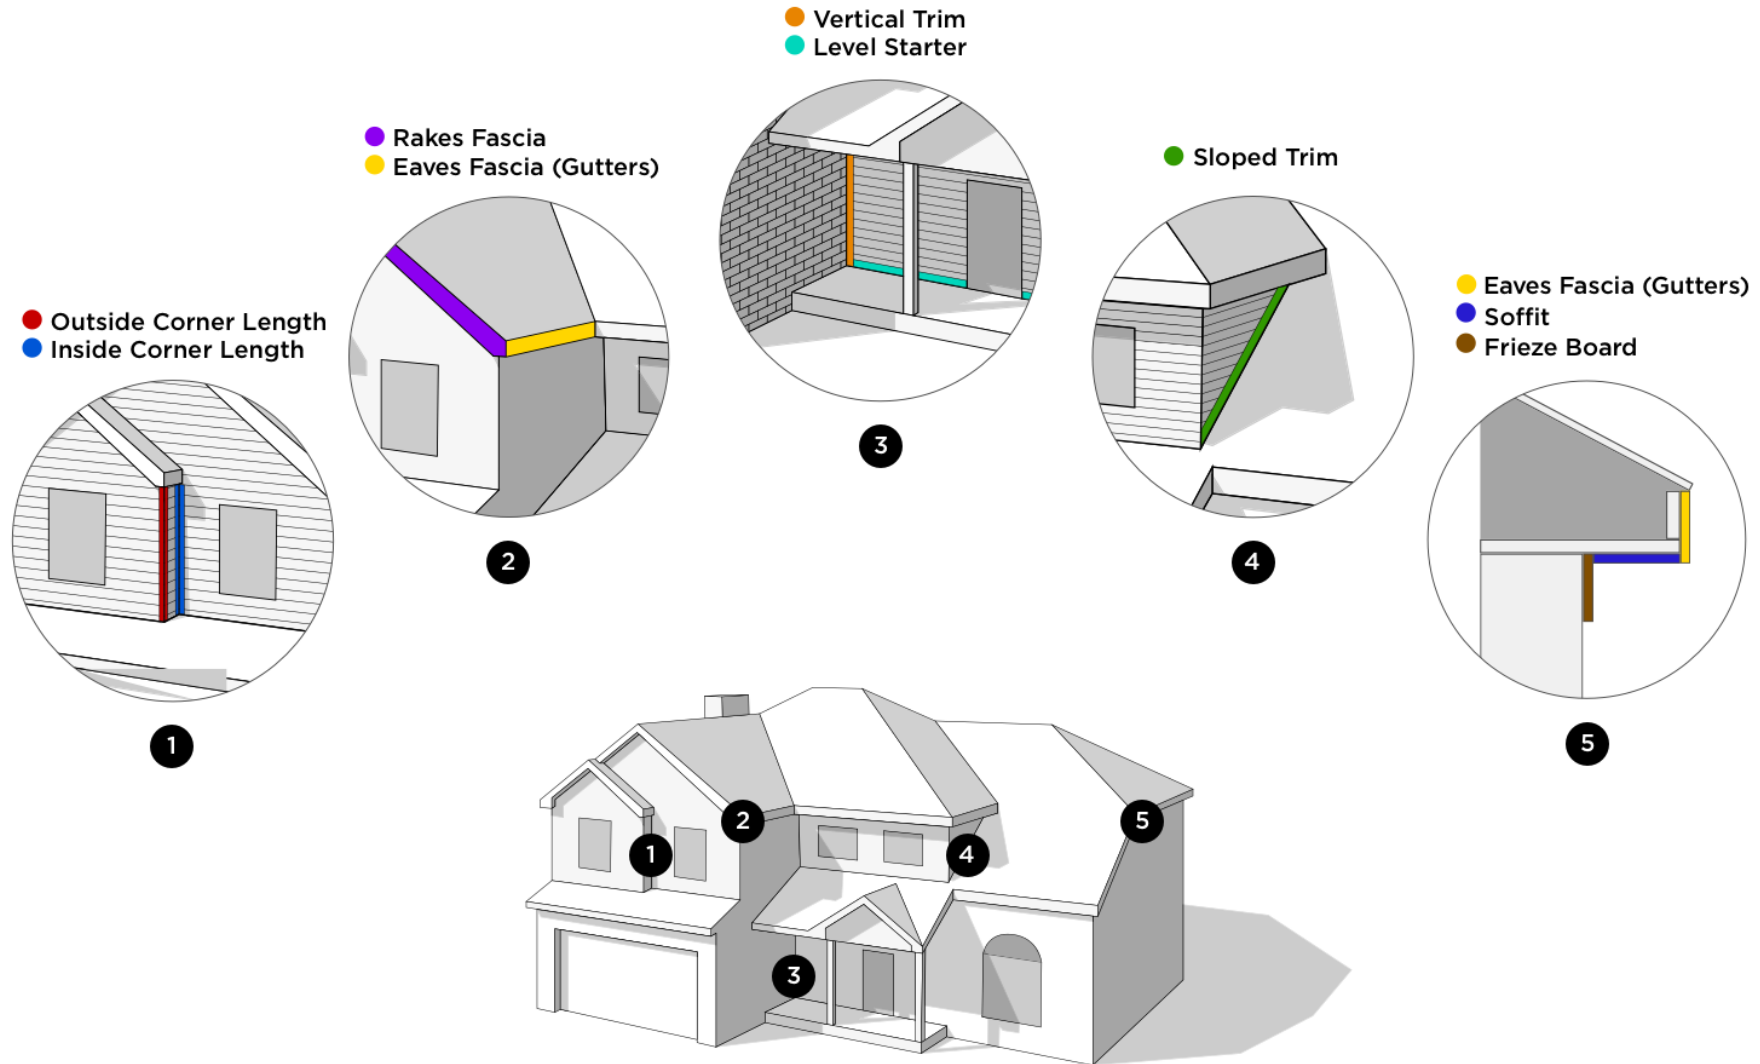 Vertical Trim
Level Starter
Rakes Fascia
Eaves Fascia (Gutters)
Sloped Trim
Eaves Fascia (Gutters)
Soffit
Frieze Board
Outside Corner Length
Inside Corner Length
3
2
4
1
5
2
5
1
4
3